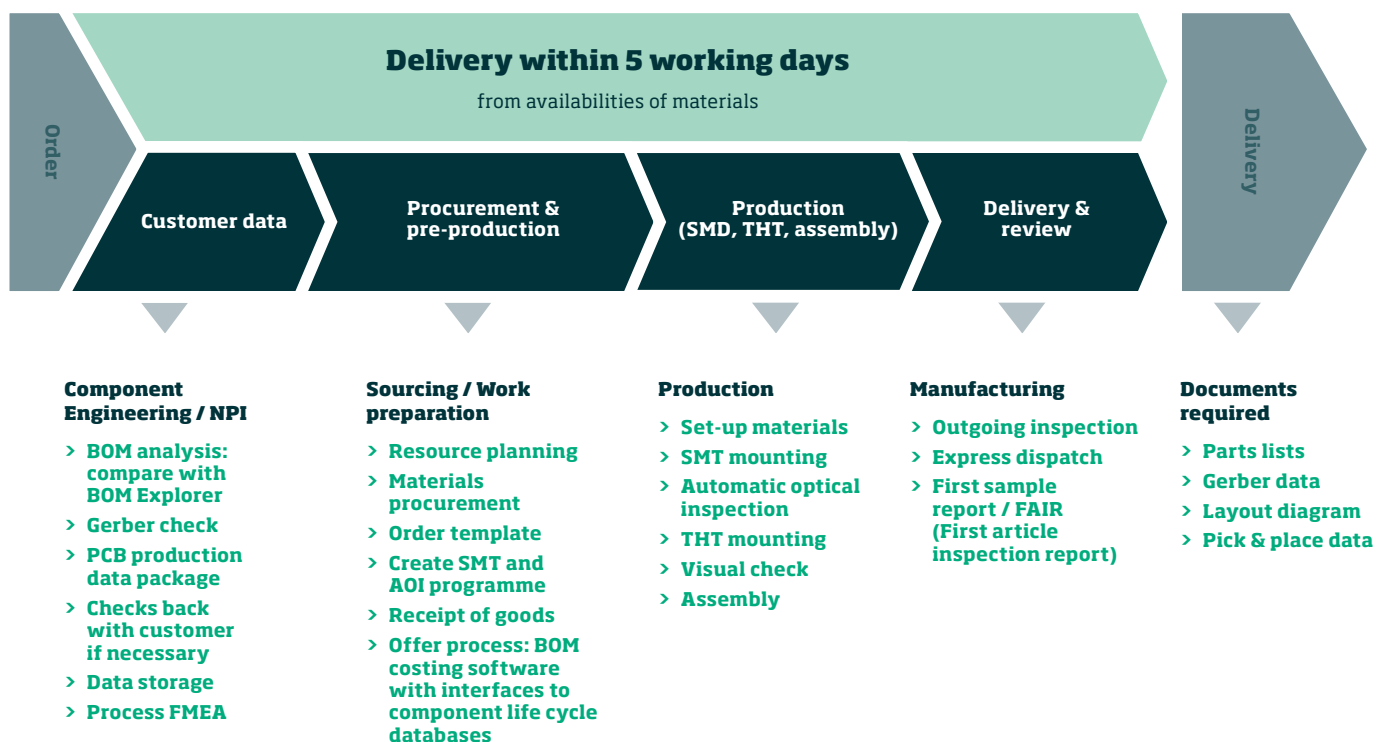 Order
Delivery within 5 working days
from availabilities of materials
Delivery
Customer data
Procurement &
pre-production
Production
(SMD, THT, assembly)
Delivery &
review
Component
Engineering / NPI
> BOM analysis:
compare with
BOM Explorer
> Gerber check
> PCB production
data package
> Checks back
with customer
if necessary
> Data storage
> Process FMEA
Sourcing / Work
preparation
> Resource planning
> Materials
procurement
> Order template
> Create SMT and
AOI programme
> Receipt of goods
> Offer process: BOM
costing software
with interfaces to
component life cycle
databases
Production
> Set-up materials
> SMT mounting
> Automatic optical
inspection
> THT mounting
> Visual check
> Assembly
Manufacturing
> Outgoing inspection
> Express dispatch
> First sample
report / FAIR
(First article
inspection report)
Documents
required
> Parts lists
> Gerber data
> Layout diagram
> Pick & place data